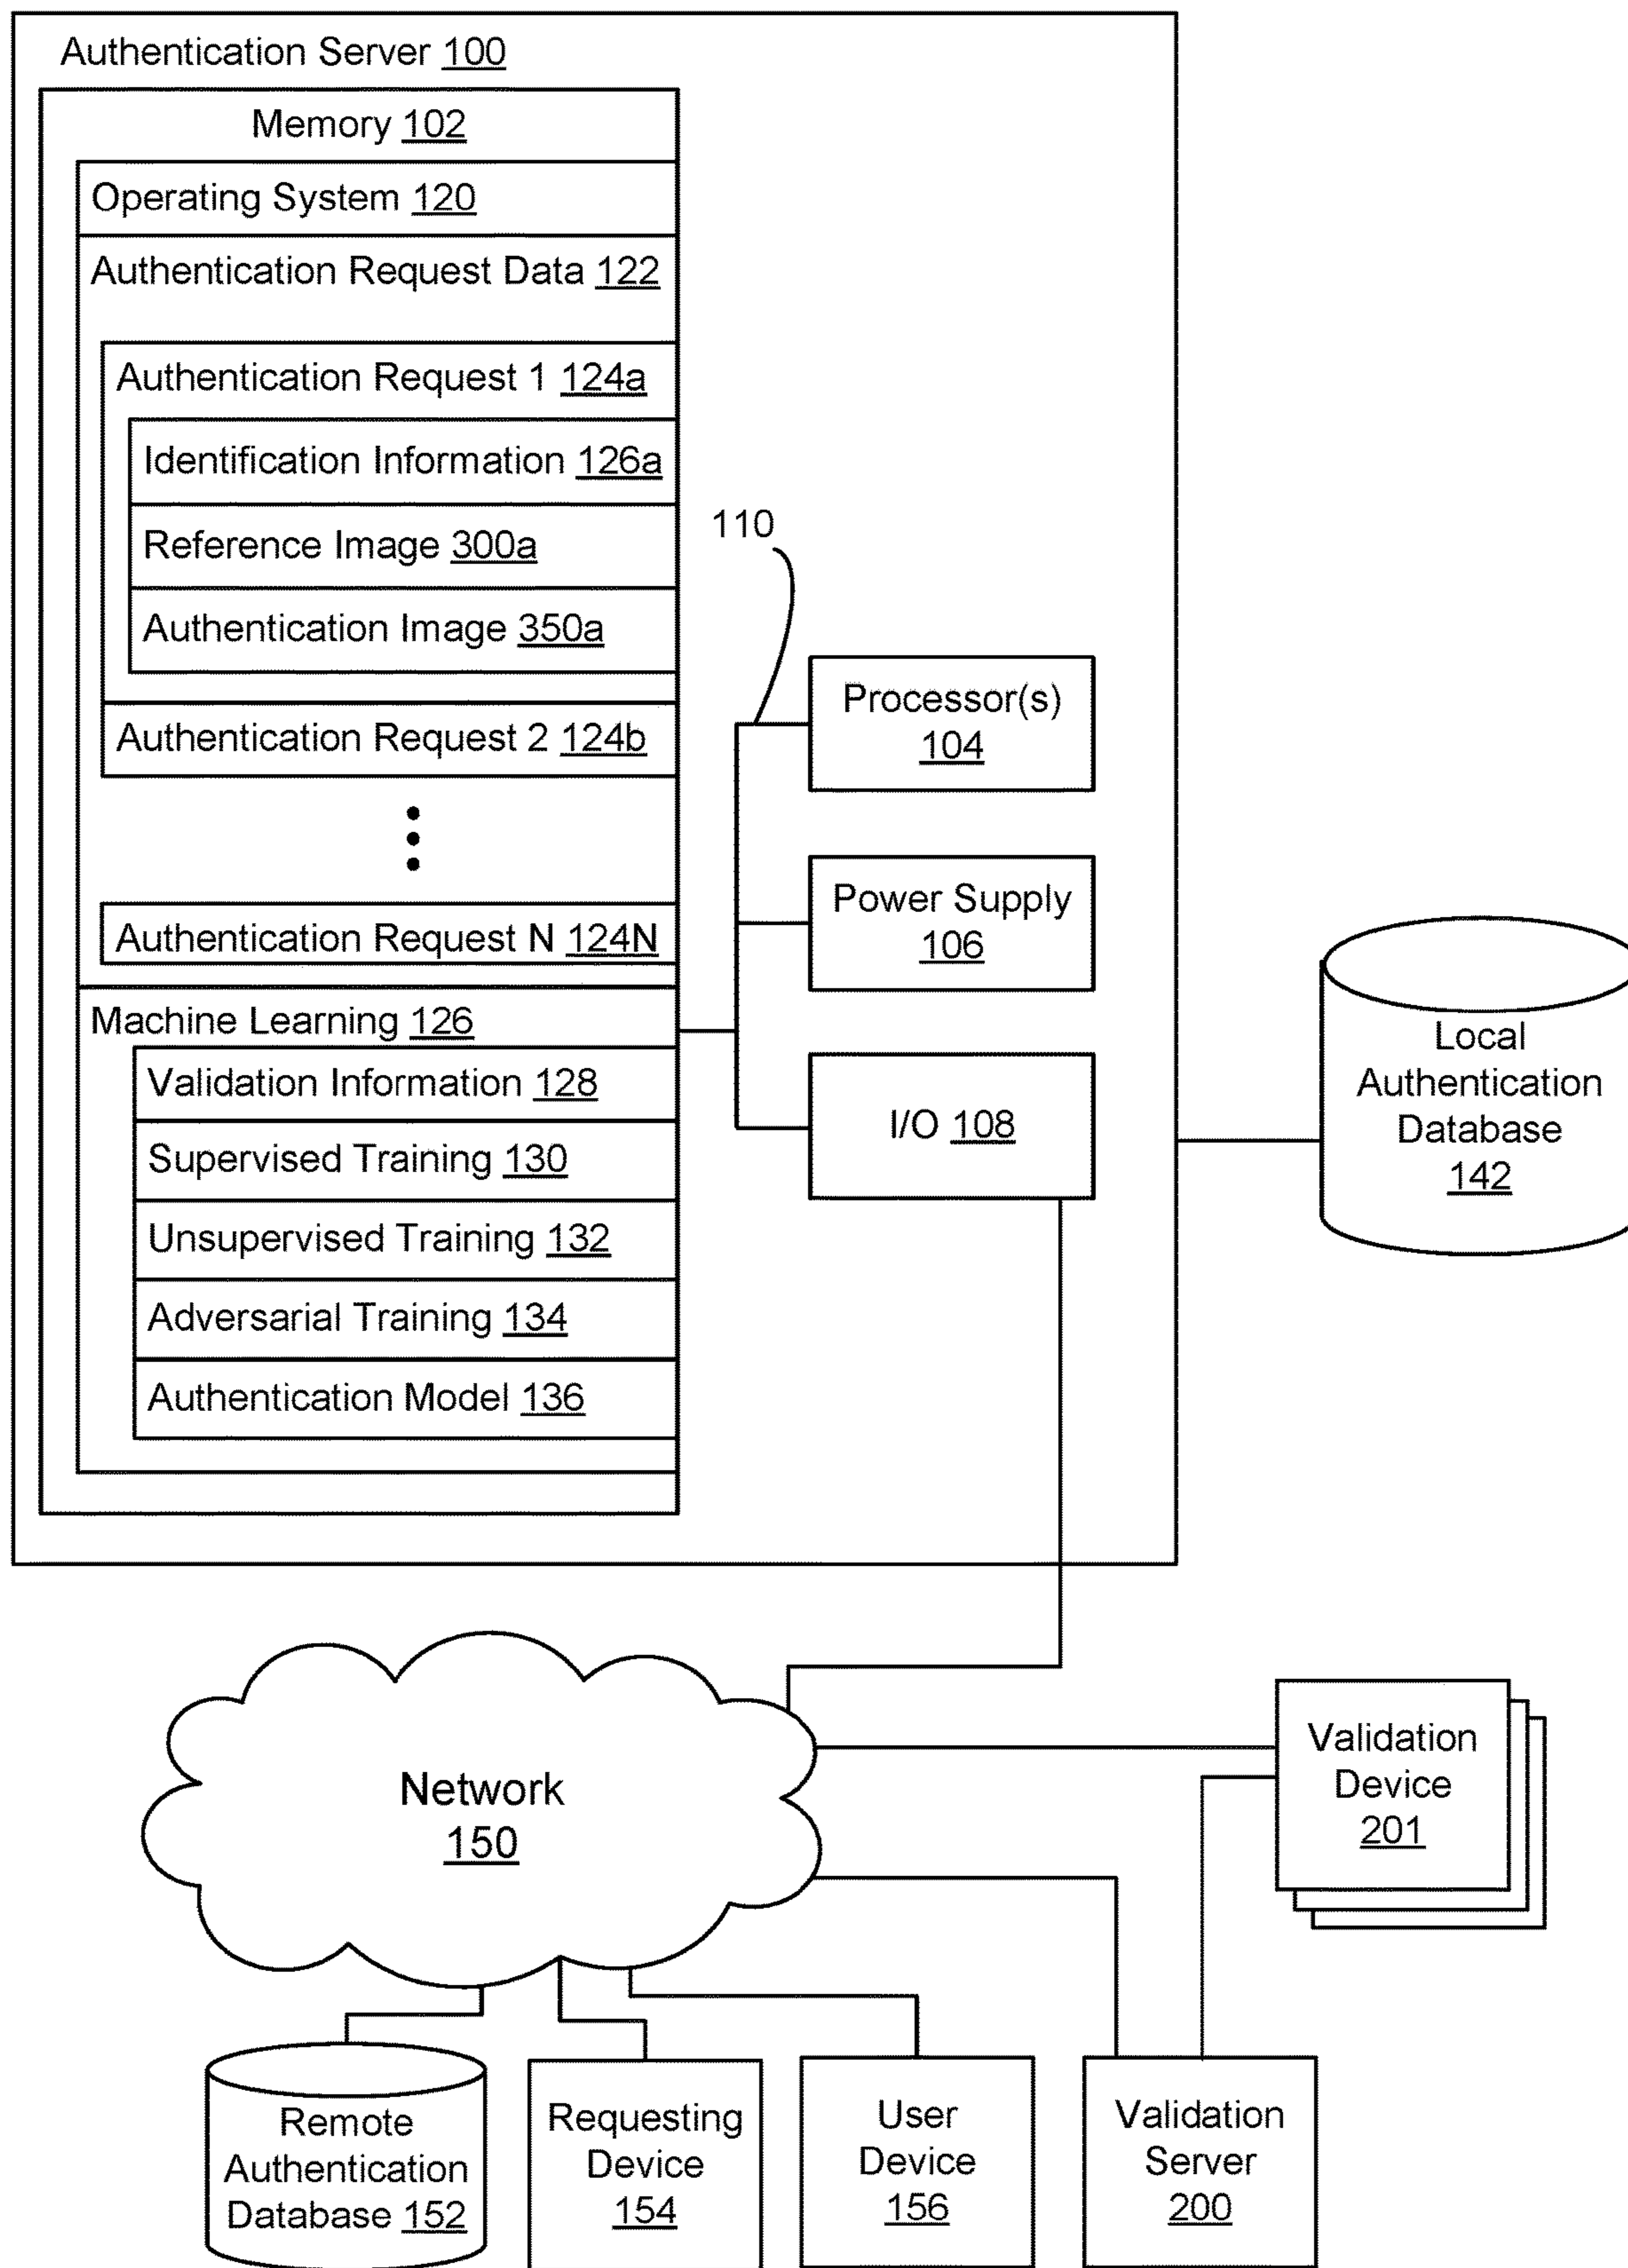 Authentication Server 100
Memory 102
Operating System 120
Authentication Request Data 122
Authentication Request 1 124a
Identification Information 126a
Reference Image 300a
Authentication Image 350a
Authentication Request 2 124b
Authentication Request N 124N
Machine Learning 126
Validation Information 128
Supervised Training 130
Unsupervised Training 132
Adversarial Training 134
Authentication Model 136
110
Processor(s)
104
Power Supply
106
I/O 108
Local
Authentication
Database
142
Network
150
Validation
Device
201
Remote
Authentication
Database 152
Requesting
Device
154
User
Device
156
Validation
Server
200